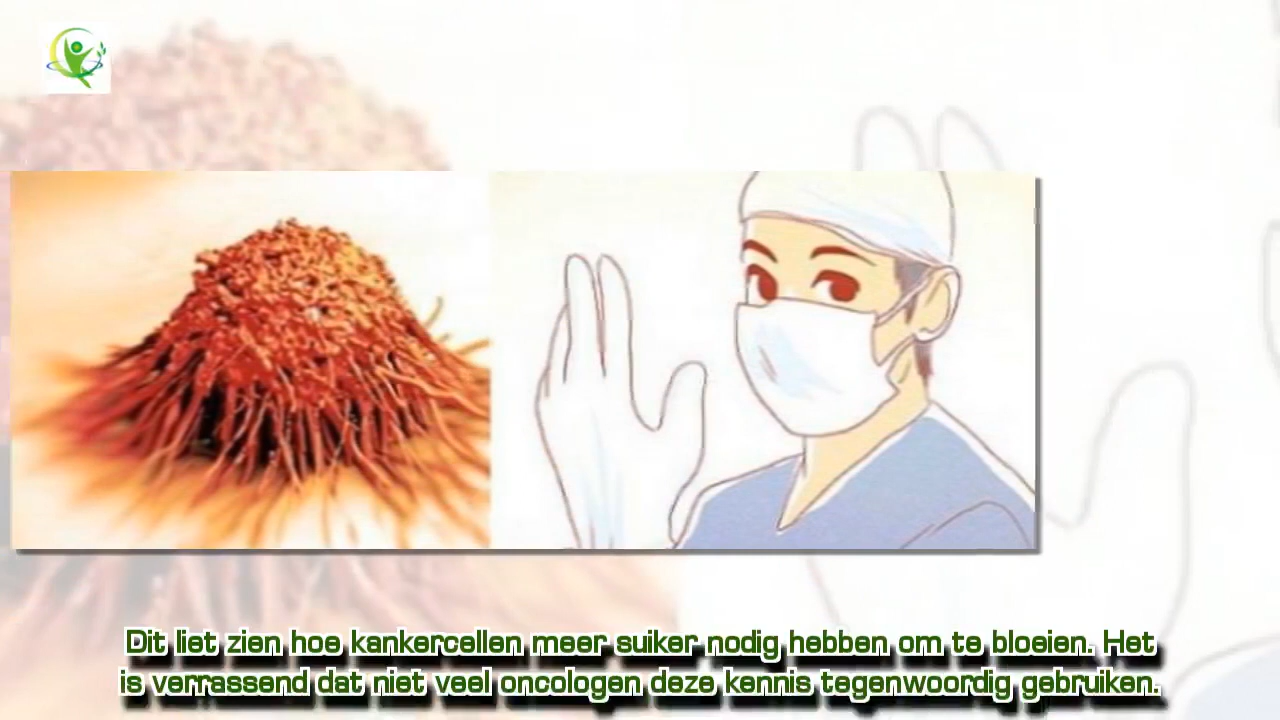 Dit liet zien hoe kankercellen meer suiker nodig hebben om te bloeien. Het
is verrassend dat niet veel oncologen deze kennis tegenwoordig gebruiken.